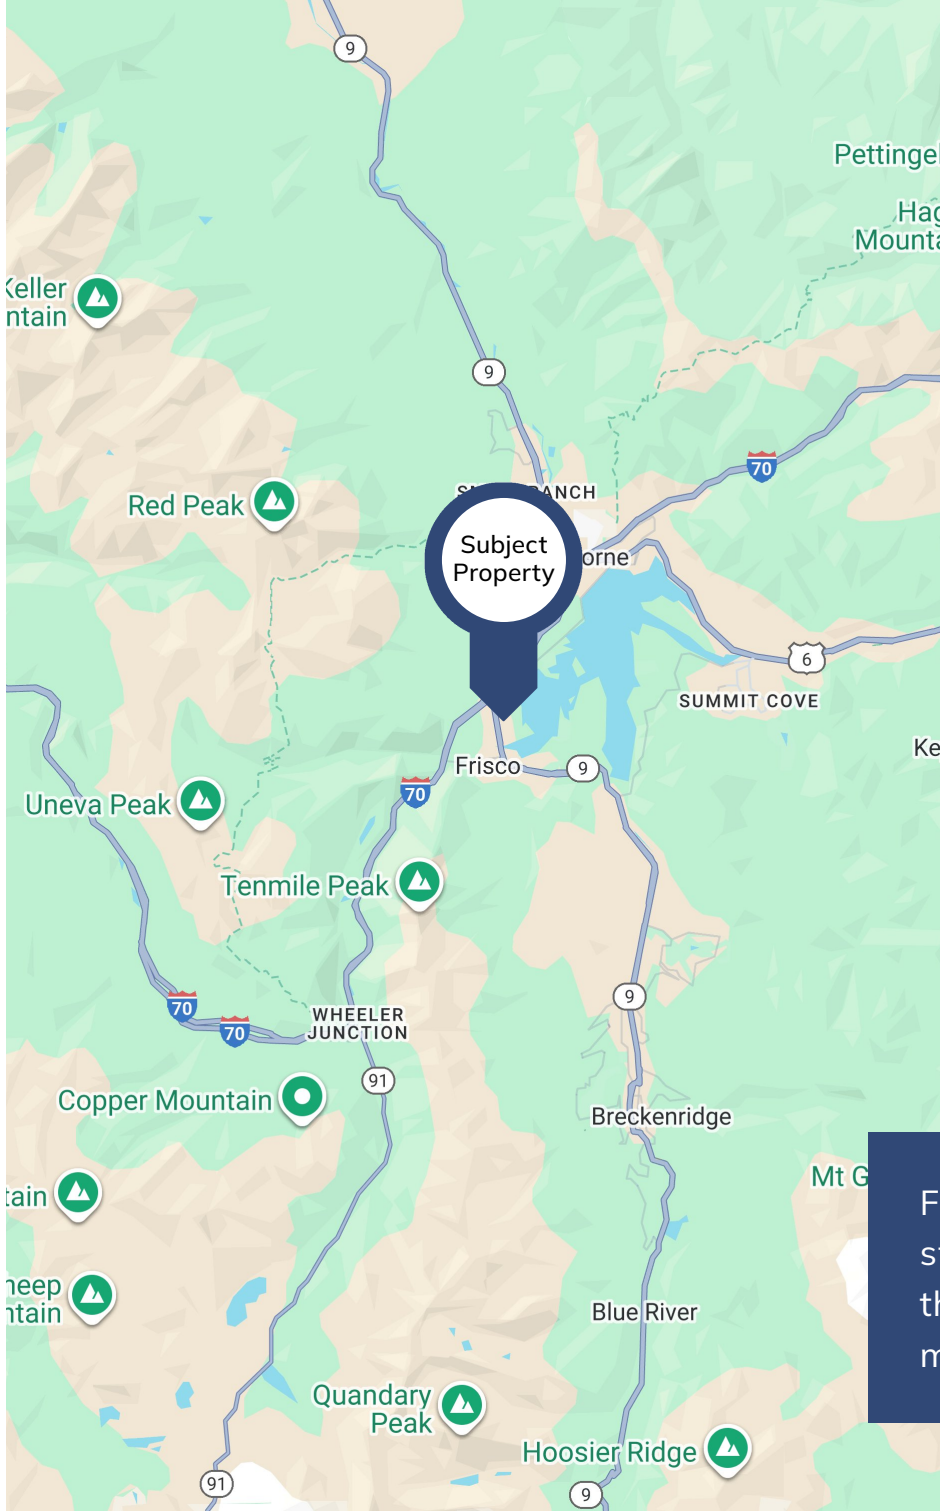 9
Pettingel
Hag
Mounta
Keller
ntain
9
70
Red Peak
ANCH
Subject
Property
orne
6
SUMMIT COVE
Ke
Frisco
9
70
Uneva Peak
Tenmile Peak
9
70
70
WHEELER
JUNCTION
91
Copper Mountain
Breckenridge
Mt G
tain
F
st
th
m
heep
ntain
Blue River
Quandary
Peak
Hoosier Ridge
91
9